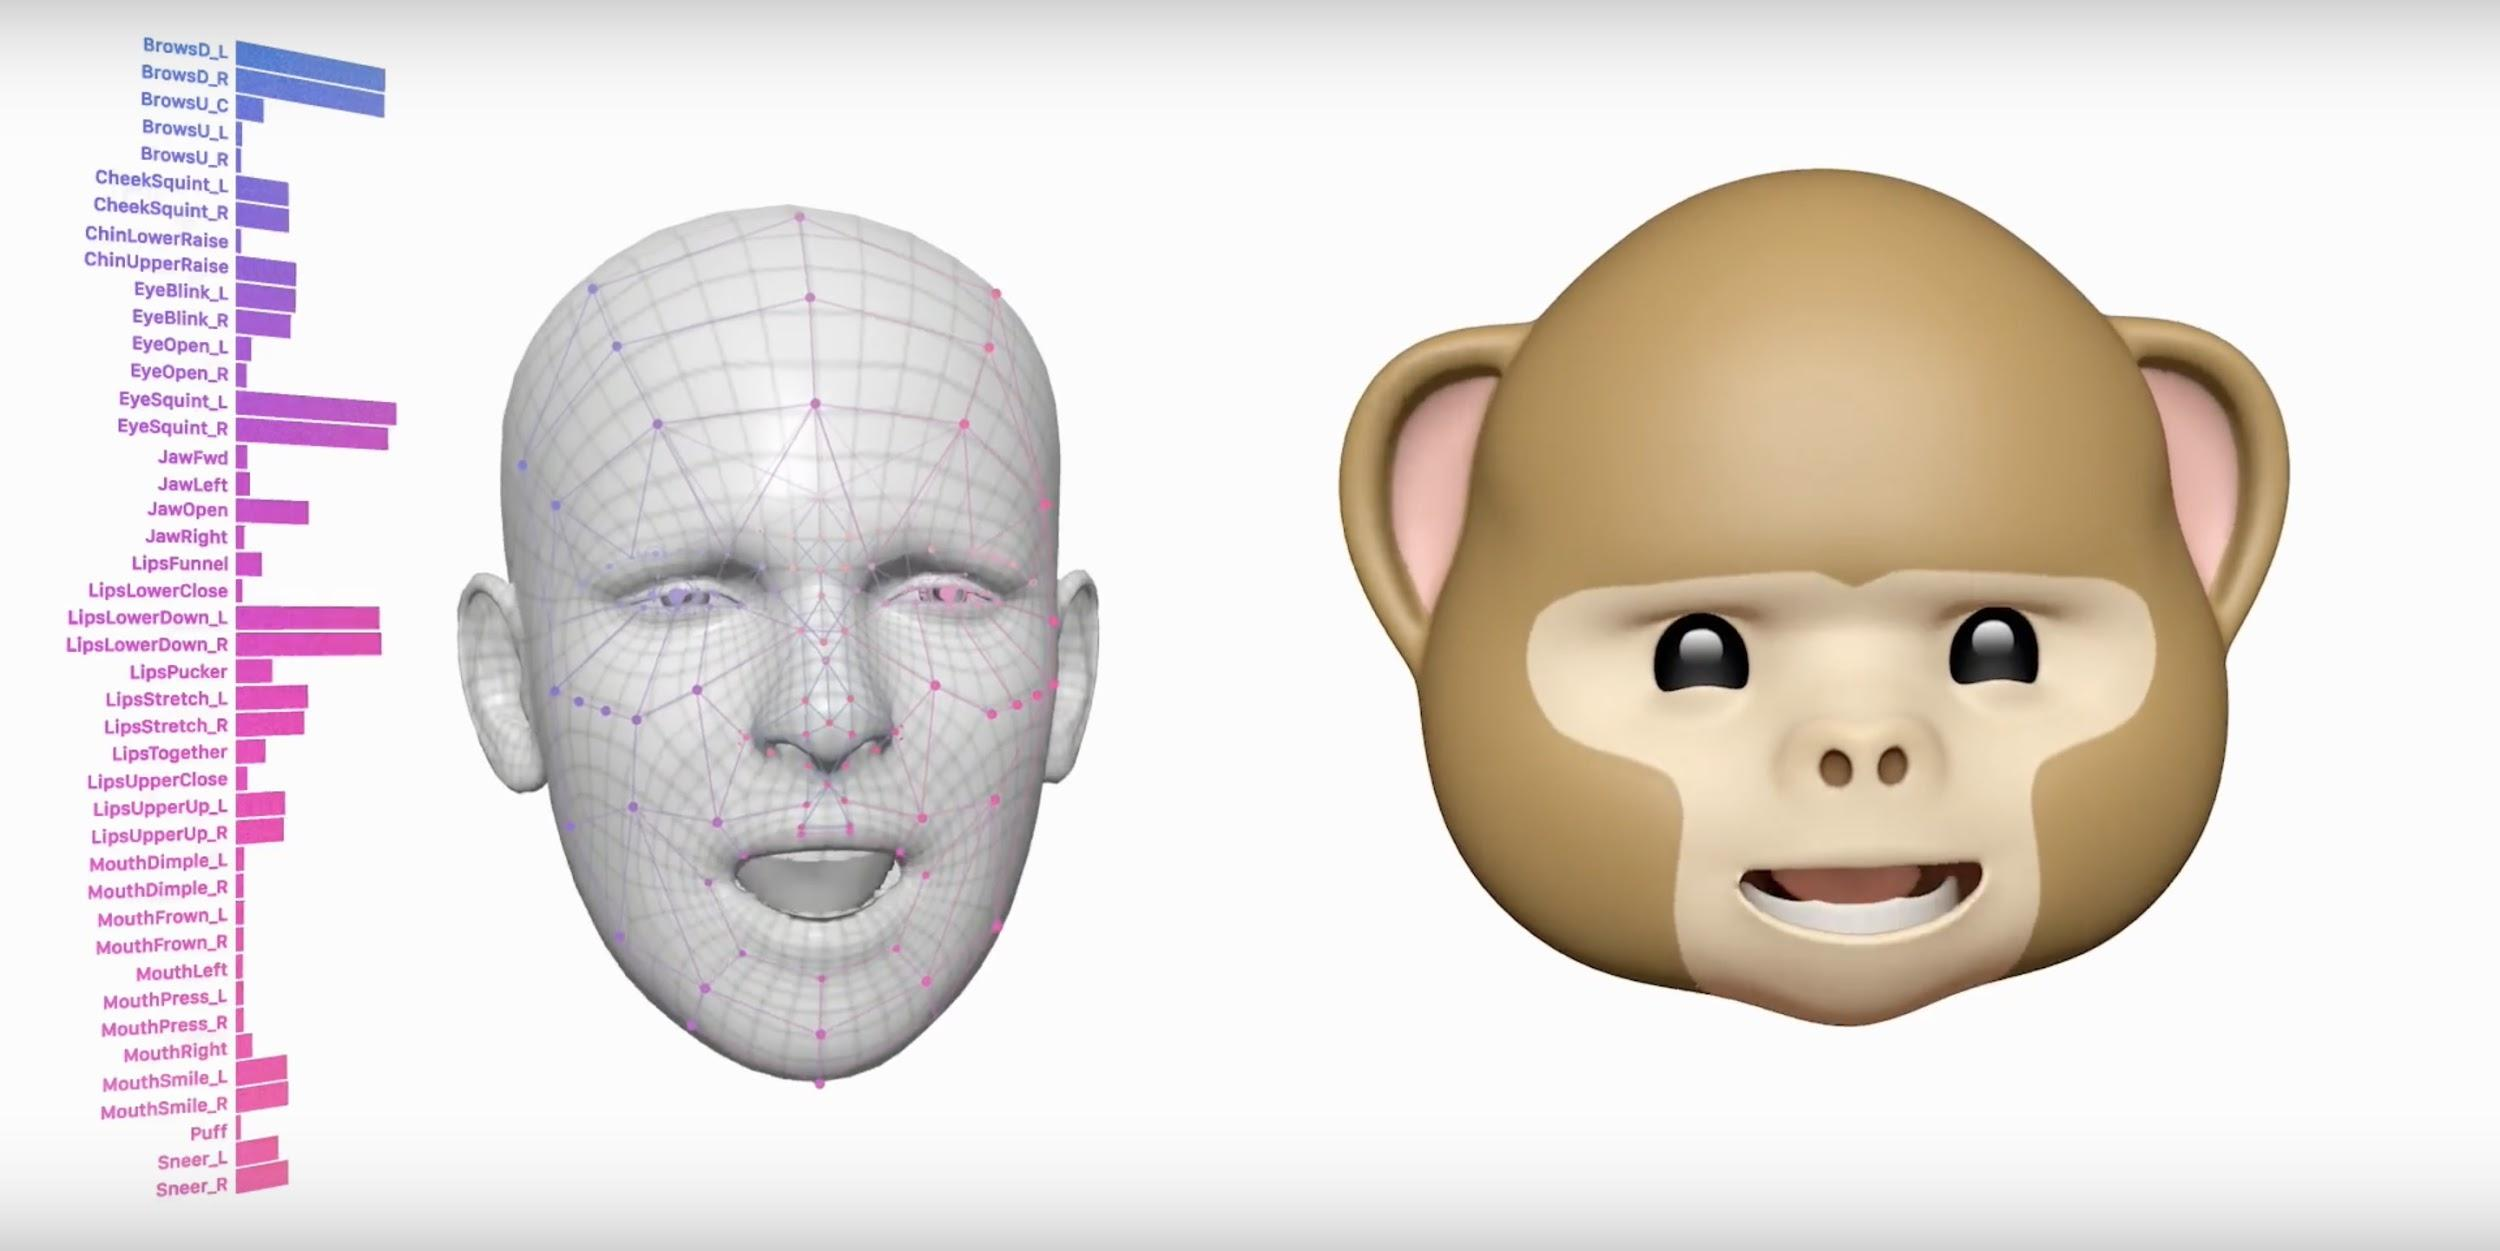 BrowsD_L
BrowsD_R
BrowsU_C
BrowsU_L
BrowsU_R
CheekSquint_L
CheekSquint_R
ChinLowerRaise
ChinUpperRaise
EyeBlink_L
EyeBlink_R
EyeOpen_L
EyeOpen_R
EyeSquint_L
EyeSquint_R
JawFwd
JawLeft
JawOpen
JawRight
LipsFunnel
LipsLowerClose
LipsLowerDown_L
LipsLowerDown_R
LipsPucker
LipsStretch_L
LipsStretch_R
LipsTogether
LipsUpperClose
LipsUpperUp_L
LipsUpperUp_R
MouthDimple_L
MouthDimple_R
MouthFrown_L
MouthFrown_R
MouthLeft
MouthPress_L
MouthPress_R
MouthRight
MouthSmile_L
MouthSmile_R
Puff
Sneer_L
Sneer_R